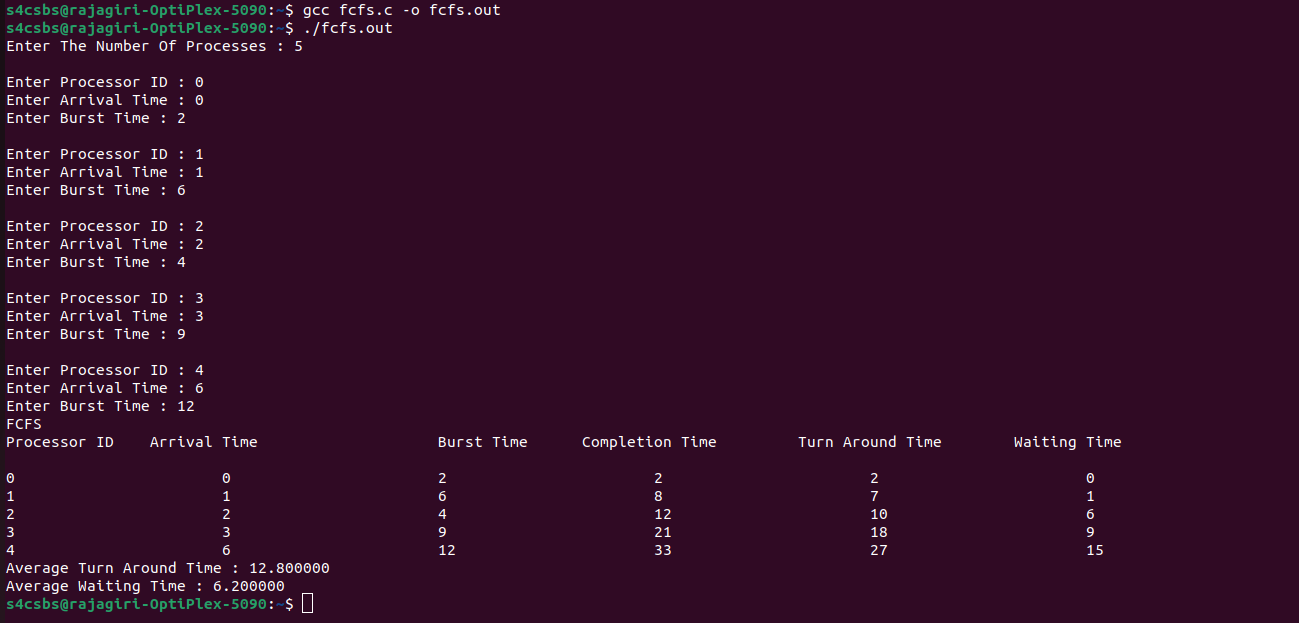 s4csbs@rajagiri-OptiPlex-5090:~$ gcc fcfs.c -o fcfs.out
s4csbs@rajagiri-OptiPlex-5090:~$ ./fcfs.out
Enter The Number Of Processes : 5
Enter Processor ID : 0
Enter Arrival Time : 0
Enter Burst Time : 2
Enter Processor ID : 1
Enter Arrival Time : 1
Enter Burst Time : 6
Enter Processor ID : 2
Enter Arrival Time : 2
Enter Burst Time : 4
Enter Processor ID : 3
Enter Arrival Time : 3
Enter Burst Time : 9
Enter Processor ID : 4
Enter Arrival Time : 6
Enter Burst Time : 12
FCFS
Processor ID    Arrival Time    Burst Time    Completion Time    Turn Around Time    Waiting Time
0    0    2    2    2    0
1    1    6    8    7    1
2    2    4    12    10    6
3    3    9    21    18    9
4    6    12    33    27    15
Average Turn Around Time : 12.800000
Average Waiting Time : 6.200000
s4csbs@rajagiri-OptiPlex-5090:~$